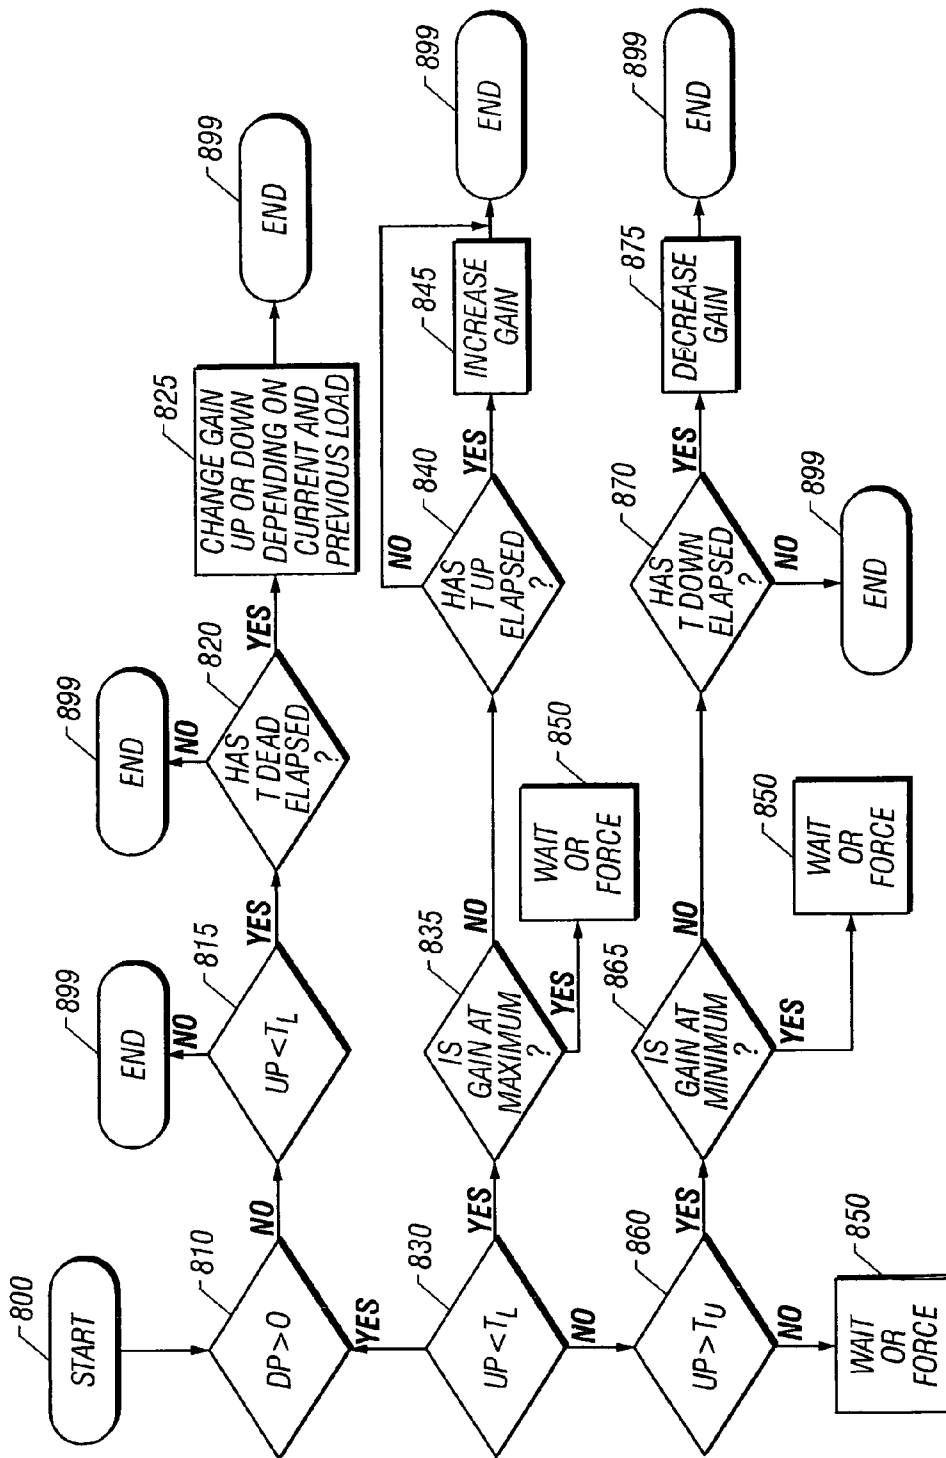 800
START
810
DP>0
NO
YES
815
UP<TL
NO
899
END
YES
820
HAS
T DEAD
ELAPSED
?
NO
899
END
YES
825
CHANGE GAIN
UP OR DOWN
DEPENDING ON
CURRENT AND
PREVIOUS LOAD
899
END
830
UP<TL
YES
NO
835
IS
GAIN AT
MAXIMUM
?
YES
850
WAIT
OR
FORCE
NO
840
HAS
T UP
ELAPSED
?
NO
YES
845
INCREASE
GAIN
899
END
860
UP>TU
NO
850
WAIT
OR
FORCE
YES
865
IS
GAIN AT
MINIMUM
?
YES
850
WAIT
OR
FORCE
NO
870
HAS
T DOWN
ELAPSED
?
NO
899
END
YES
875
DECREASE
GAIN
899
END